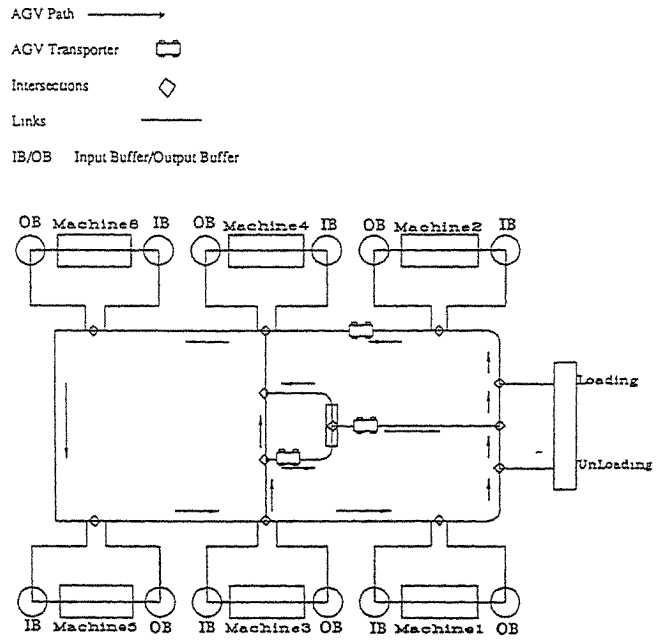 AGV Path
AGV Transporter
Intersections
Links
IB/OB Input Buffer/Output Buffer
OB Machine6 IB OB Machine4 IB OB Machine2 IB
Loading
UnLoading
IB Machine5 OB IB Machine3 OB IB Machine1 OB